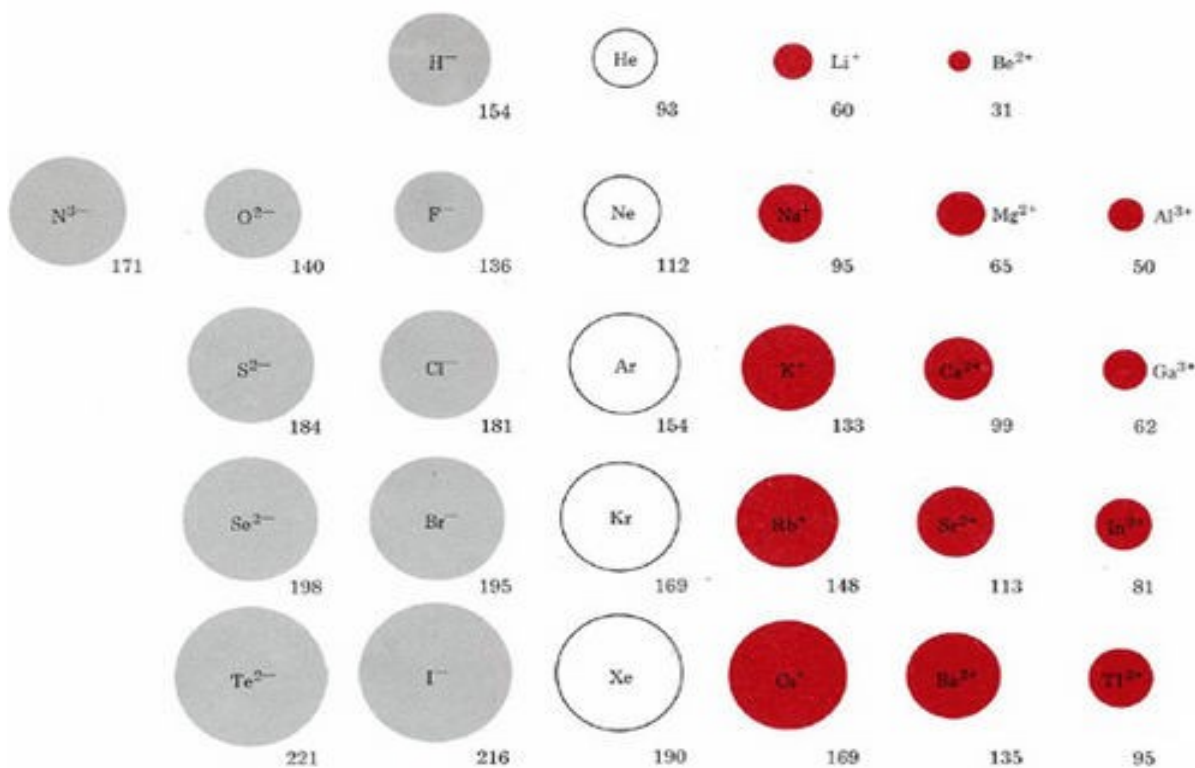 H⁻ He Li⁺ Be²⁺
154 93 60 31
N³⁻ O²⁻ F⁻ Ne Na⁺ Mg²⁺ Al³⁺
171 140 136 112 95 65 50
S²⁻ Cl⁻ Ar K⁺ Ca²⁺ Ga³⁺
184 181 154 133 99 62
Se²⁻ Br⁻ Kr Rb⁺ Sr²⁺ In³⁺
198 195 169 148 113 81
Te²⁻ I⁻ Xe Cs⁺ Ba²⁺ Tl³⁺
221 216 190 169 135 95